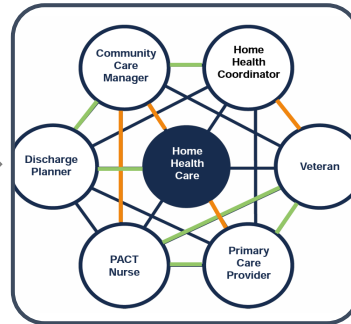 Community
Care
Manager
Home
Health
Coordinator
Discharge
Planner
Home
Health
Care
Veteran
PACT
Nurse
Primary
Care
Provider